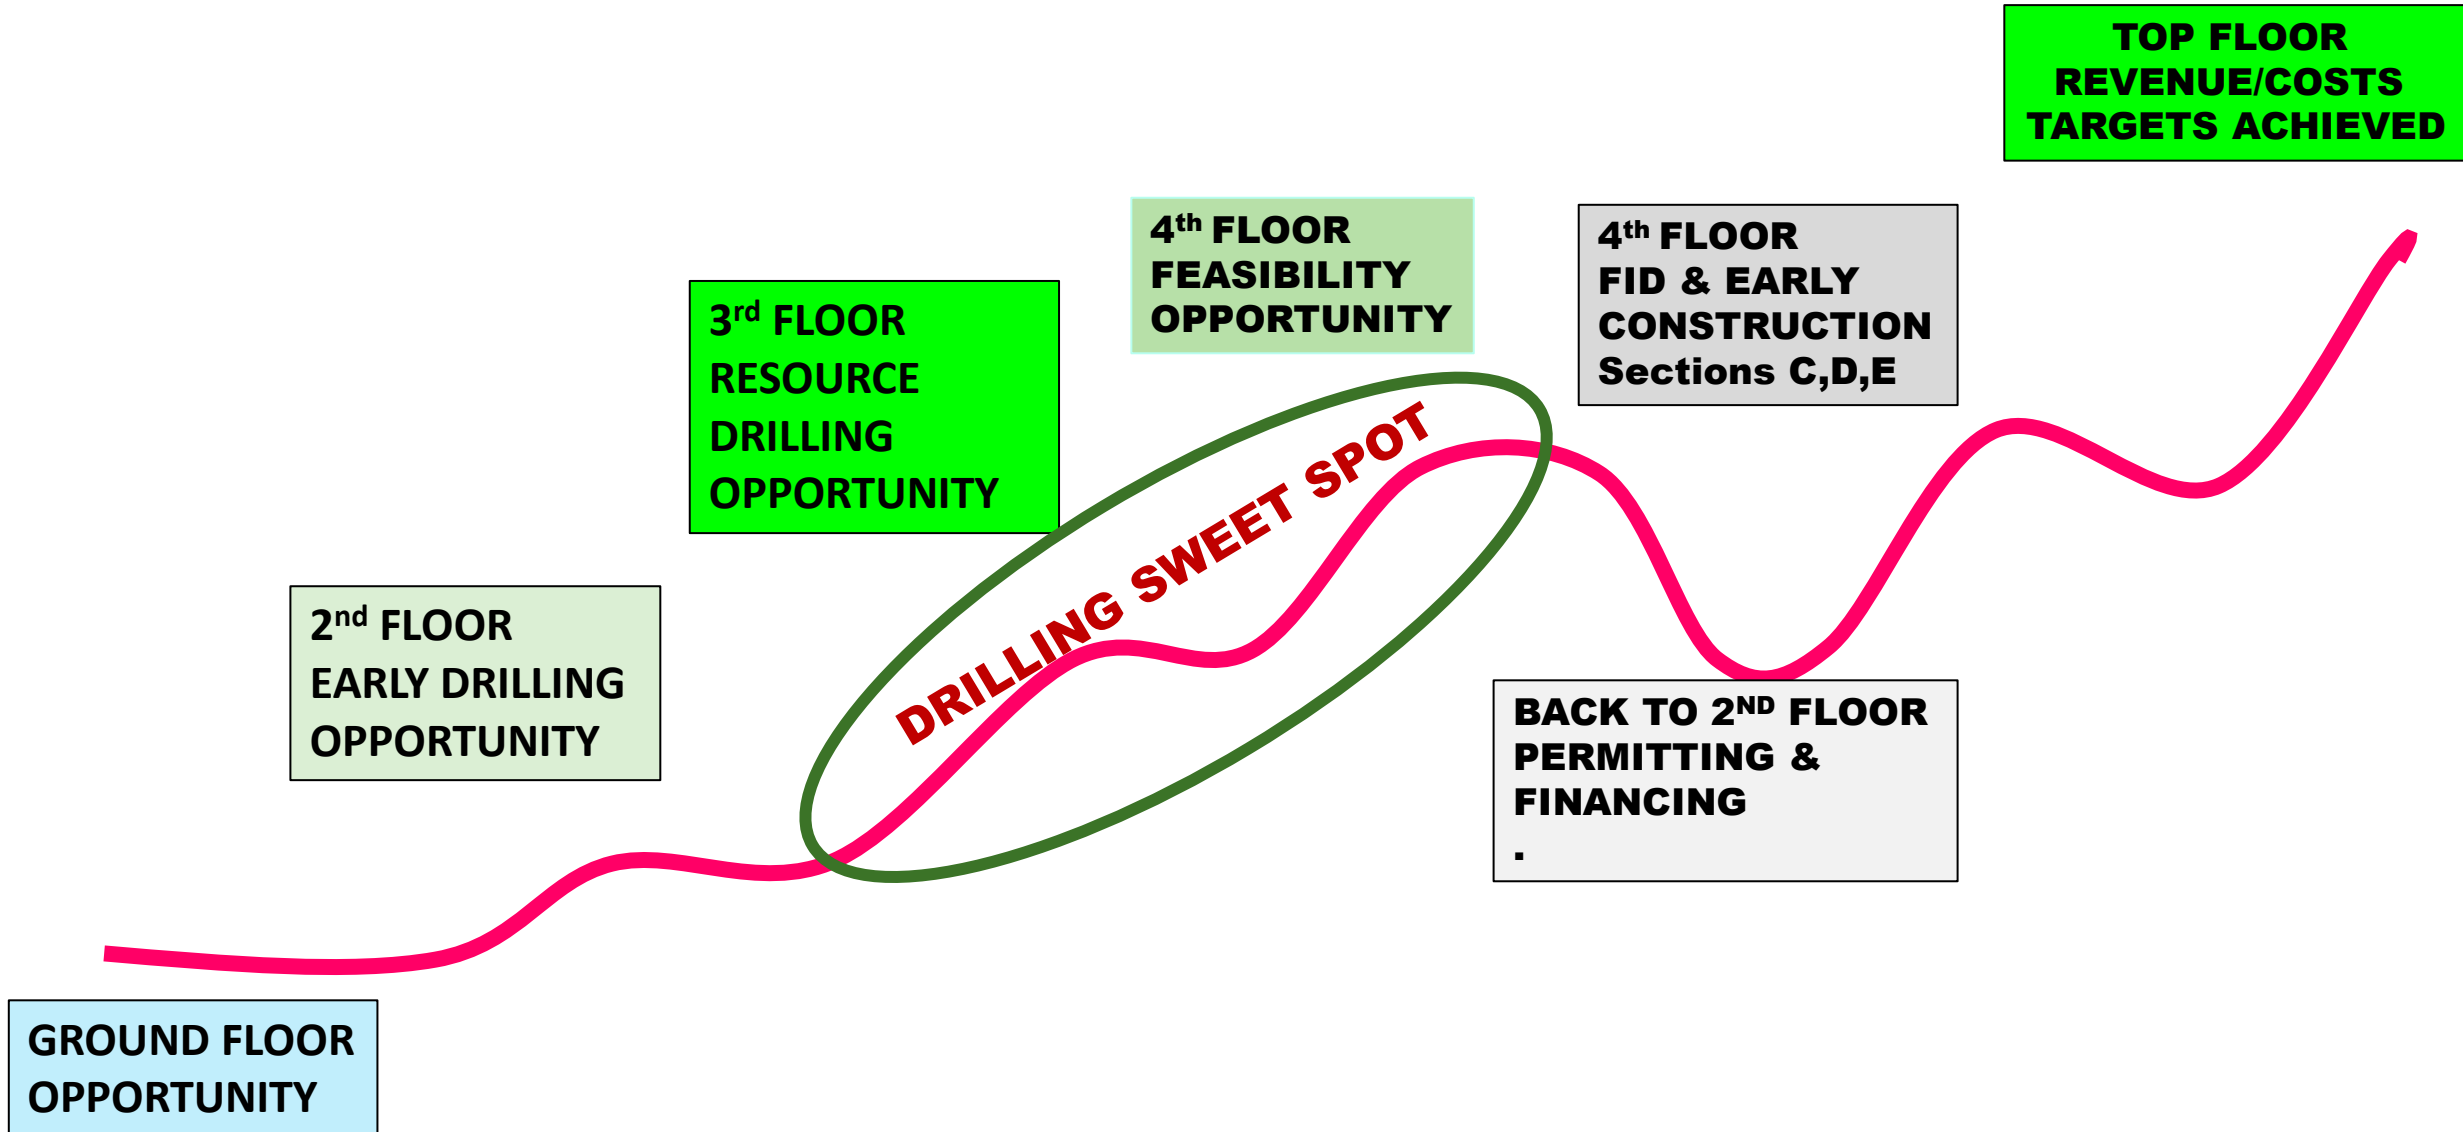 TOP FLOOR
REVENUE/COSTS
TARGETS ACHIEVED
4th FLOOR
FEASIBILITY
OPPORTUNITY
4th FLOOR
FID & EARLY
CONSTRUCTION
Sections C,D,E
3rd FLOOR
RESOURCE
DRILLING
OPPORTUNITY
DRILLING SWEET SPOT
2nd FLOOR
EARLY DRILLING
OPPORTUNITY
BACK TO 2ND FLOOR
PERMITTING &
FINANCING
.
GROUND FLOOR
OPPORTUNITY